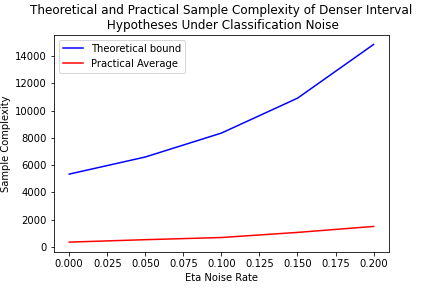 Theoretical and Practical Sample Complexity of Denser Interval
Hypotheses Under Classification Noise
Theoretical bound
Practical Average
Sample Complexity
14000
12000
10000
8000
6000
4000
2000
0
0.000 0.025 0.050 0.075 0.100 0.125 0.150 0.175 0.200
Eta Noise Rate